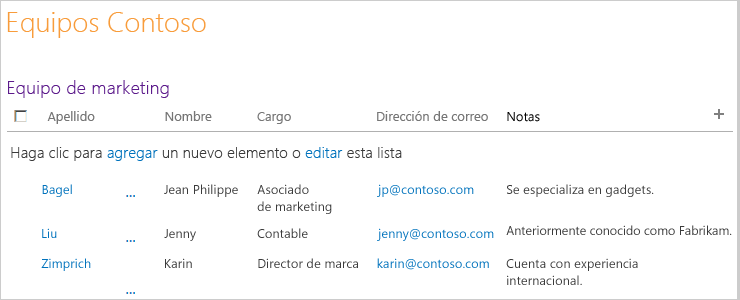 Equipos Contoso
Equipo de marketing
Apellido Nombre Cargo Dirección de correo Notas +
Haga clic para agregar un nuevo elemento o editar esta lista
Bagel ... Jean Philippe Asociado jp@contoso.com Se especializa en gadgets.
de marketing
Liu ... Jenny Contable jenny@contoso.com Anteriormente conocido como Fabrikam.
Zimprich Karin Director de marca karin@contoso.com Cuenta con experiencia
... internacional.